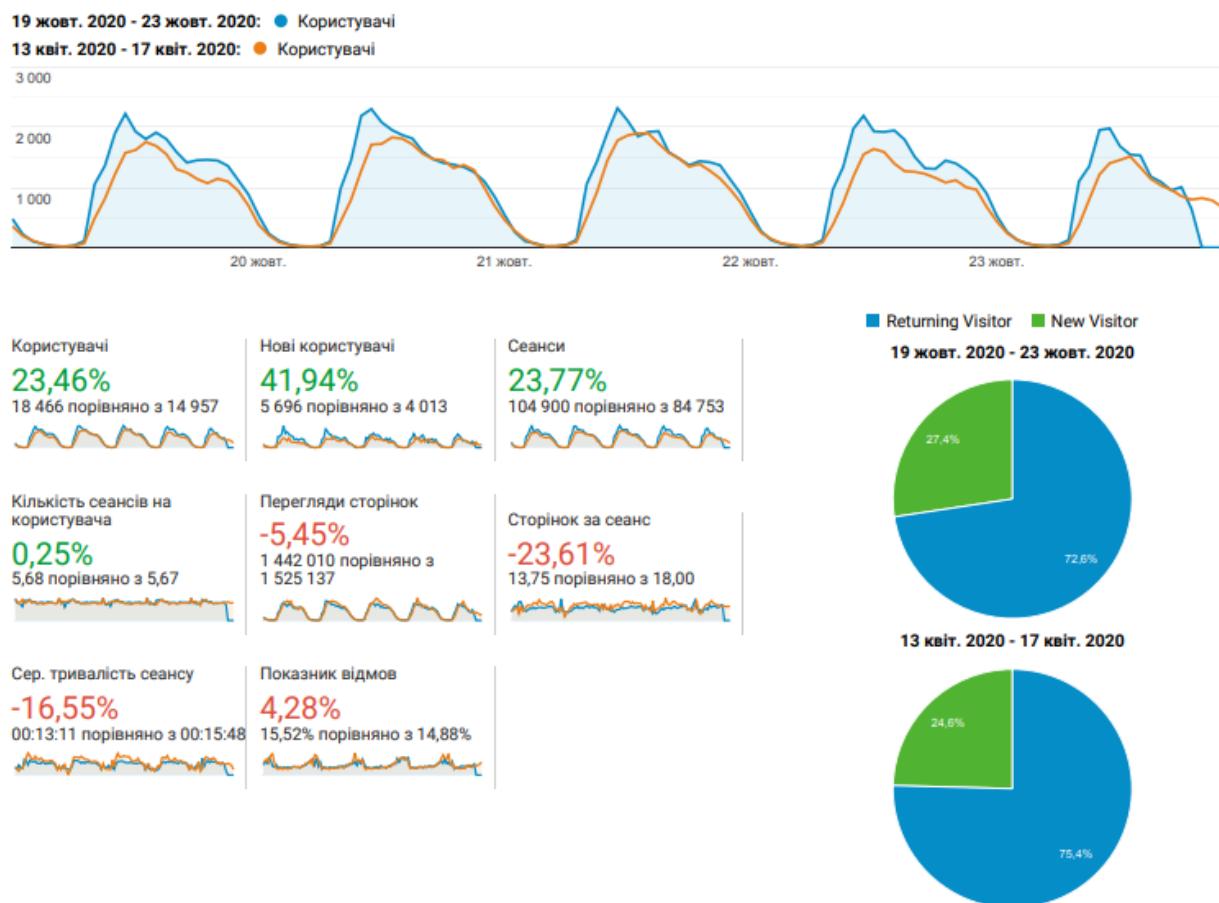 19 жовт. 2020 - 23 жовт. 2020: Користувачі
13 квіт. 2020 - 17 квіт. 2020: Користувачі
3 000
2 000
1 000
20 жовт. 21 жовт. 22 жовт. 23 жовт.
Returning Visitor New Visitor
19 жовт. 2020 - 23 жовт. 2020
27,4%
72,6%
13 квіт. 2020 - 17 квіт. 2020
24,6%
75,4%
Користувачі
23,46%
18 466 порівняно з 14 957
Нові користувачі
41,94%
5 696 порівняно з 4 013
Сеанси
23,77%
104 900 порівняно з 84 753
Кількість сеансів на
користувача
0,25%
5,68 порівняно з 5,67
Перегляди сторінок
-5,45%
1 442 010 порівняно з
1 525 137
Сторінок за сеанс
-23,61%
13,75 порівняно з 18,00
Сер. тривалість сеансу
-16,55%
00:13:11 порівняно з 00:15:48
Показник відмов
4,28%
15,52% порівняно з 14,88%